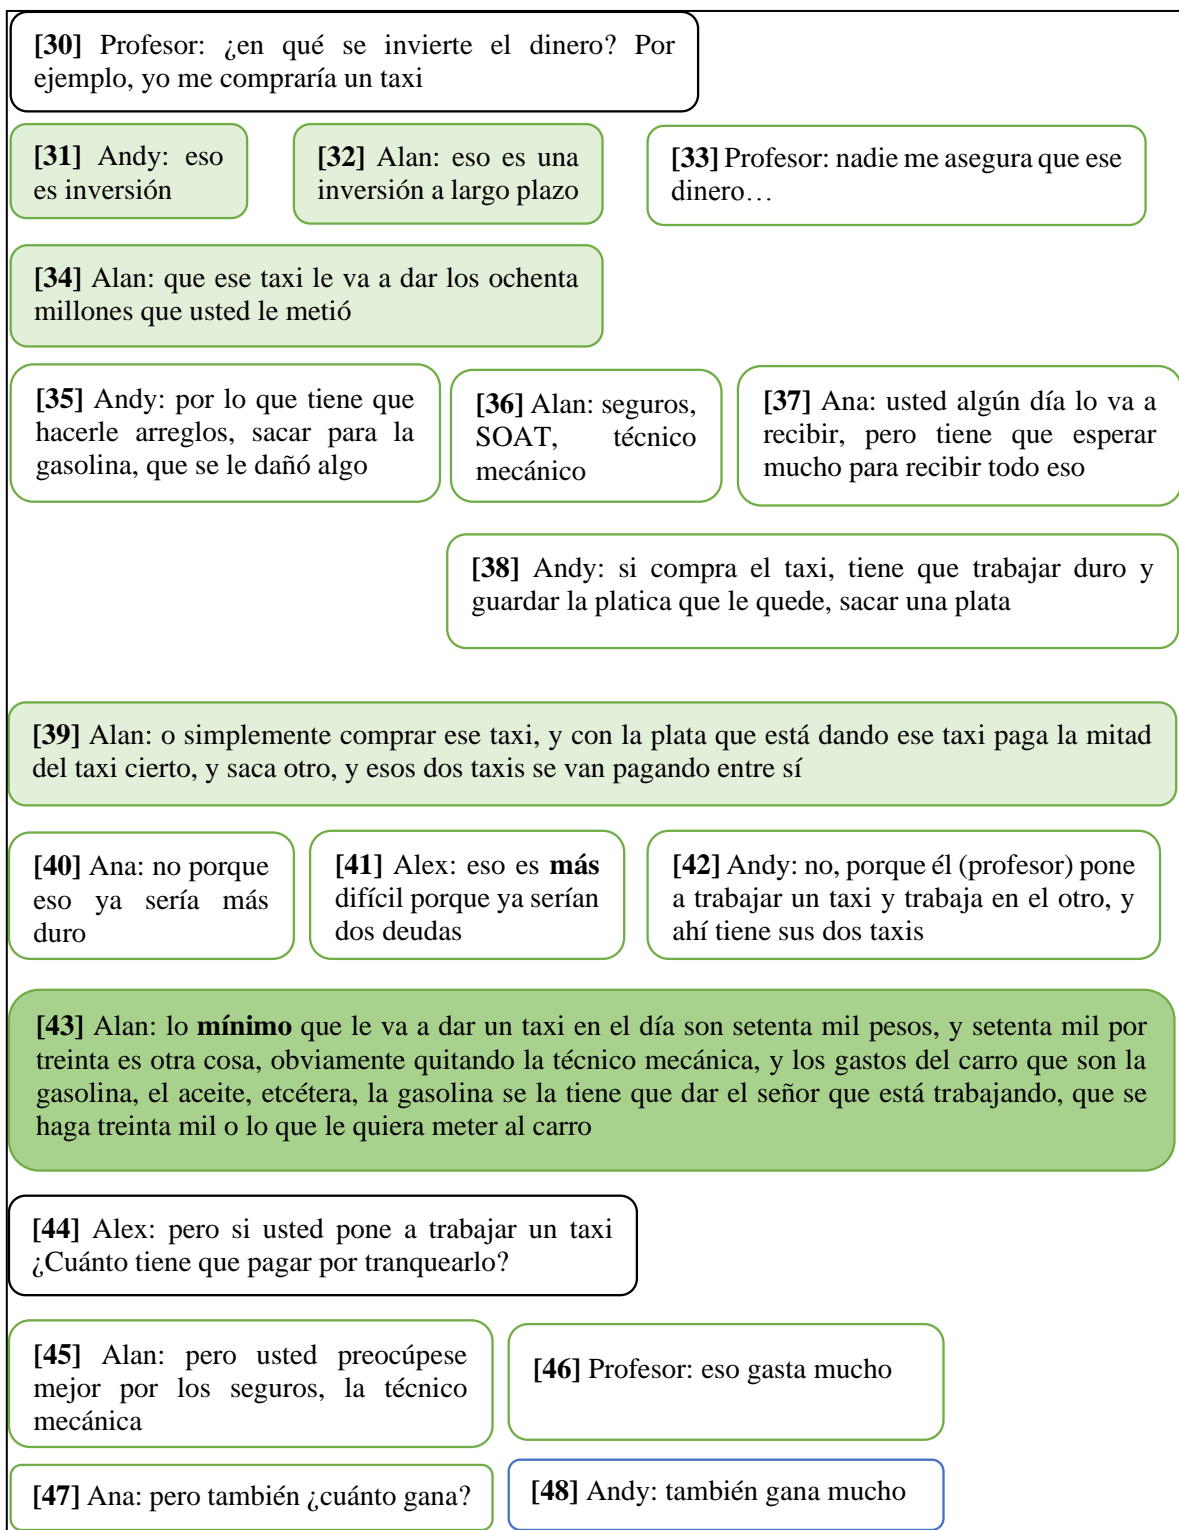 [30] Profesor: ¿en qué se invierte el dinero? Por
ejemplo, yo me compraría un taxi
[31] Andy: eso
es inversión
[32] Alan: eso es una
inversión a largo plazo
[33] Profesor: nadie me asegura que ese
dinero…
[34] Alan: que ese taxi le va a dar los ochenta
millones que usted le metió
[35] Andy: por lo que tiene que
hacerle arreglos, sacar para la
gasolina, que se le dañó algo
[36] Alan: seguros,
SOAT, técnico
mecánico
[37] Ana: usted algún día lo va a
recibir, pero tiene que esperar
mucho para recibir todo eso
[38] Andy: si compra el taxi, tiene que trabajar duro y
guardar la platica que le quede, sacar una plata
[39] Alan: o simplemente comprar ese taxi, y con la plata que está dando ese taxi paga la mitad
del taxi cierto, y saca otro, y esos dos taxis se van pagando entre sí
[40] Ana: no porque
eso ya sería más
duro
[41] Alex: eso es más
difícil porque ya serían
dos deudas
[42] Andy: no, porque él (profesor) pone
a trabajar un taxi y trabaja en el otro, y
ahí tiene sus dos taxis
[43] Alan: lo mínimo que le va a dar un taxi en el día son setenta mil pesos, y setenta mil por
treinta es otra cosa, obviamente quitando la técnico mecánica, y los gastos del carro que son la
gasolina, el aceite, etcétera, la gasolina se la tiene que dar el señor que está trabajando, que se
haga treinta mil o lo que le quiera meter al carro
[44] Alex: pero si usted pone a trabajar un taxi
¿Cuánto tiene que pagar por tranquearlo?
[45] Alan: pero usted preocúpese
mejor por los seguros, la técnico
mecánica
[46] Profesor: eso gasta mucho
[47] Ana: pero también ¿cuánto gana?
[48] Andy: también gana mucho